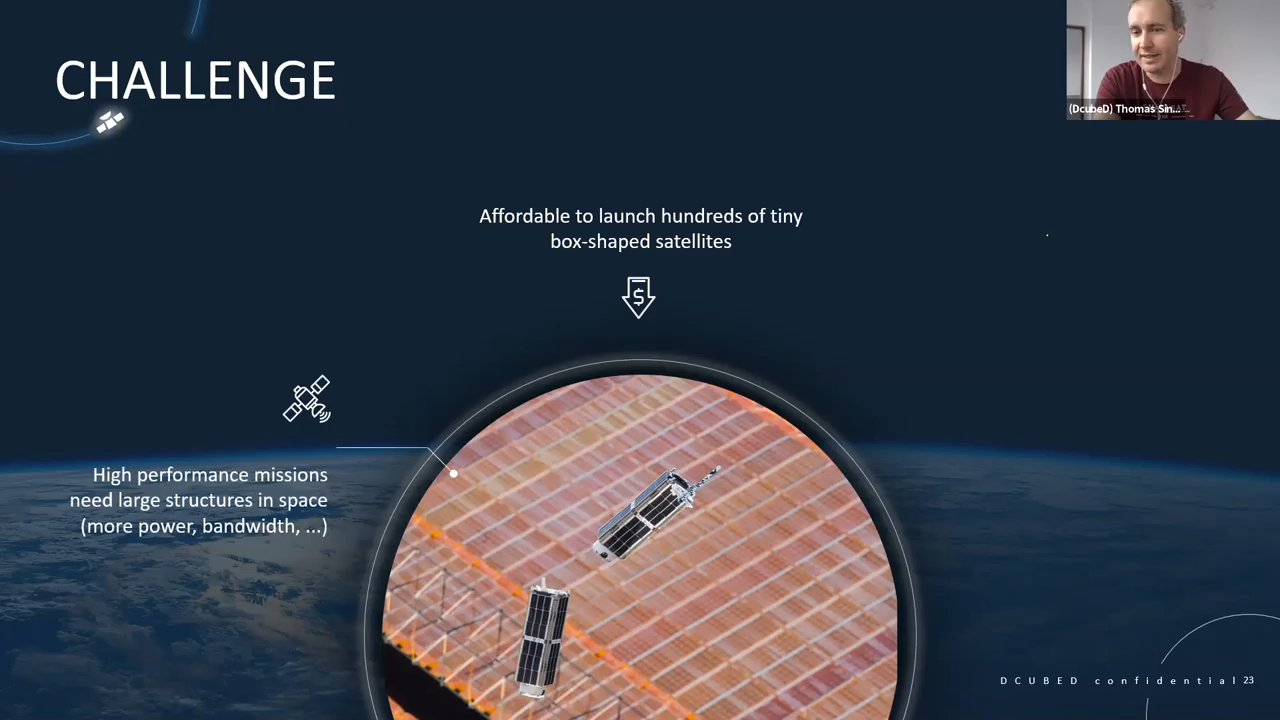 CHALLENGE
(DcubeD) Thomas Sin...
Affordable to launch hundreds of tiny
box-shaped satellites
$
High performance missions
need large structures in space
(more power, bandwidth, ...)
DCUBED confidential 23